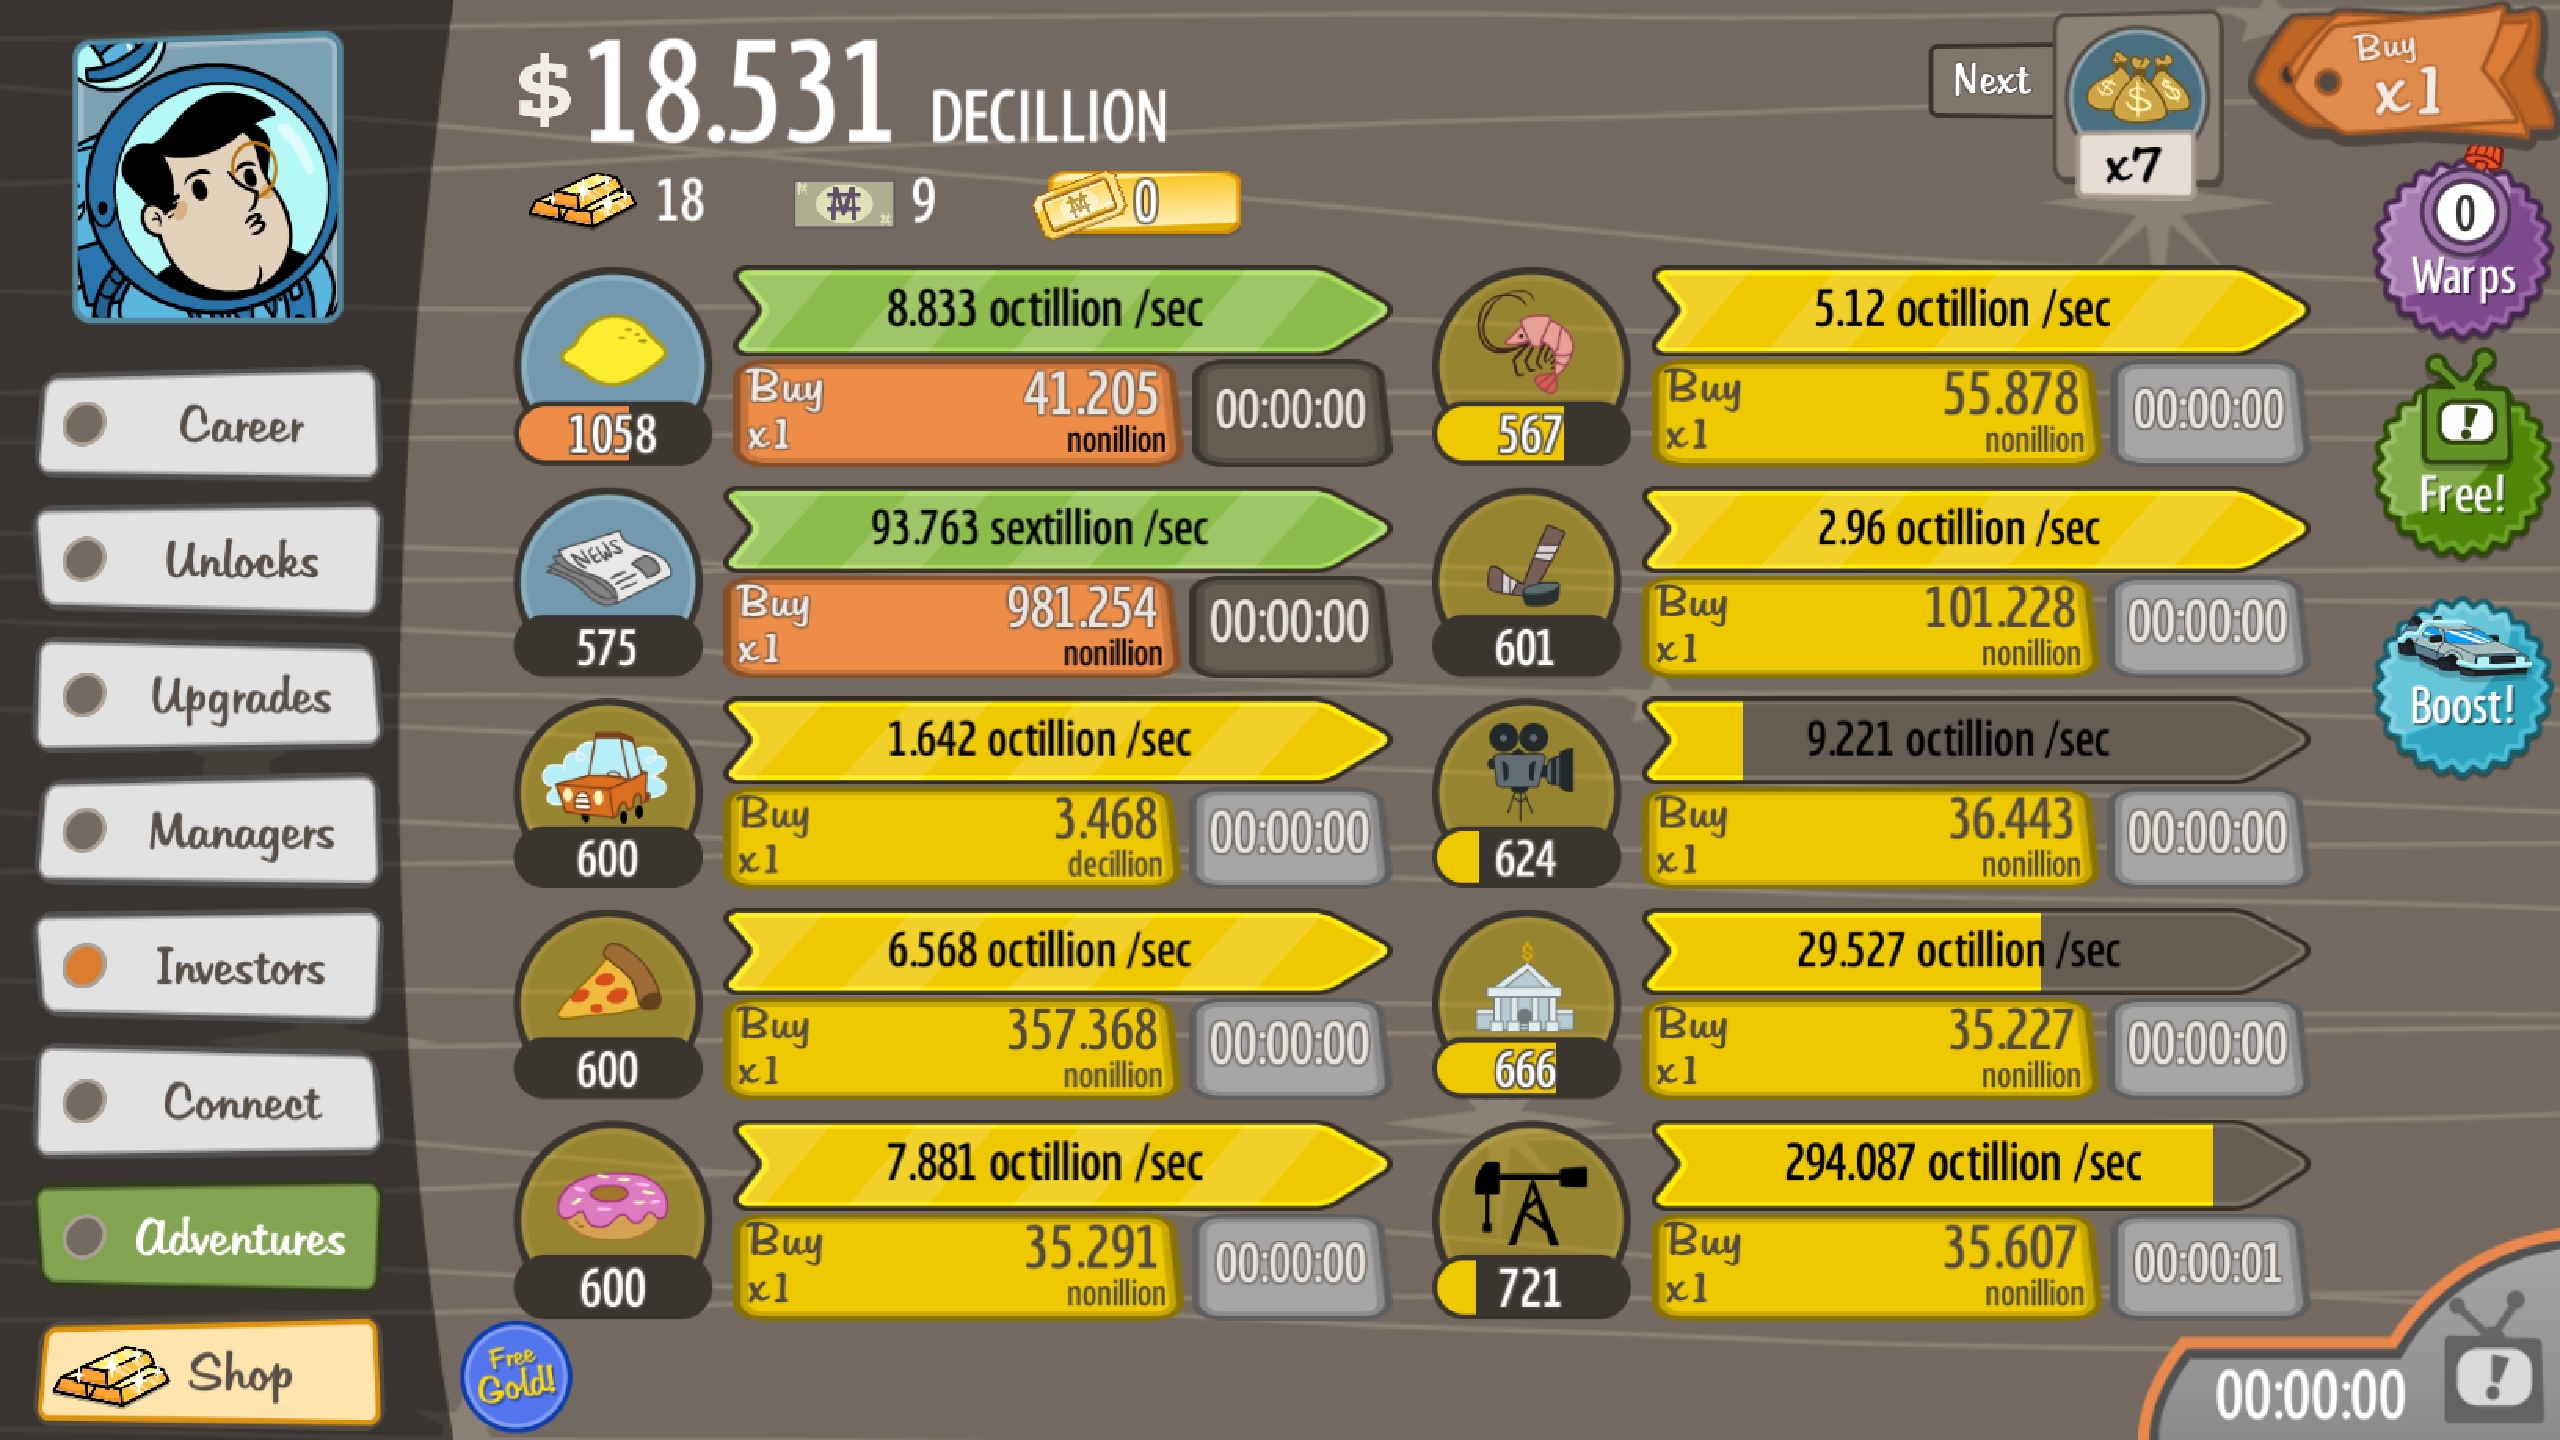 $18.531 DECILLION
18
9
0
Next
x7
Buy
x1
Career
Unlocks
Upgrades
Managers
Investors
Connect
Adventures
Shop
8.833 octillion /sec
Buy
x1
41.205
nonillion
00:00:00
1058
NEWS
93.763 sextillion /sec
Buy
x1
981.254
nonillion
00:00:00
575
1.642 octillion /sec
Buy
x1
3.468
decillion
00:00:00
600
6.568 octillion /sec
Buy
x1
357.368
nonillion
00:00:00
600
7.881 octillion /sec
Buy
x1
35.291
nonillion
00:00:00
600
5.12 octillion /sec
Buy
x1
55.878
nonillion
00:00:00
567
2.96 octillion /sec
Buy
x1
101.228
nonillion
00:00:00
601
9.221 octillion /sec
Buy
x1
36.443
nonillion
00:00:00
624
29.527 octillion /sec
Buy
x1
35.227
nonillion
00:00:00
666
294.087 octillion /sec
Buy
x1
35.607
nonillion
00:00:01
721
0
Warps
!
Free!
Boost!
Free
Gold!
00:00:00
!